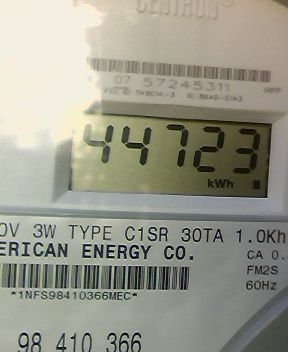 CENTRON®
07 57245311
44723
kWh
0V 3W TYPE C1SR 30TA 1.0Kh
ERICAN ENERGY CO.
CA 0.
FM2S
*1NFS98410366MEC*
60Hz
98 410 366